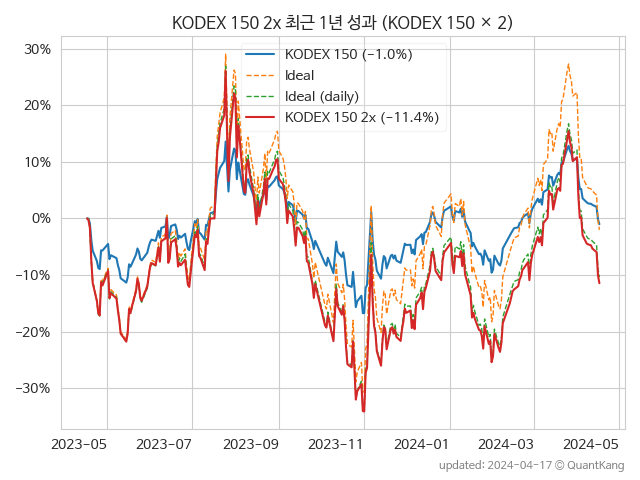 KODEX 150 2x 최근 1년 성과 (KODEX 150 × 2)
30%
20%
10%
0%
−10%
−20%
−30%
KODEX 150 (−1.0%)
Ideal
Ideal (daily)
KODEX 150 2x (−11.4%)
2023−05
2023−07
2023−09
2023−11
2024−01
2024−03
2024−05
updated: 2024−04−17 © QuantKang